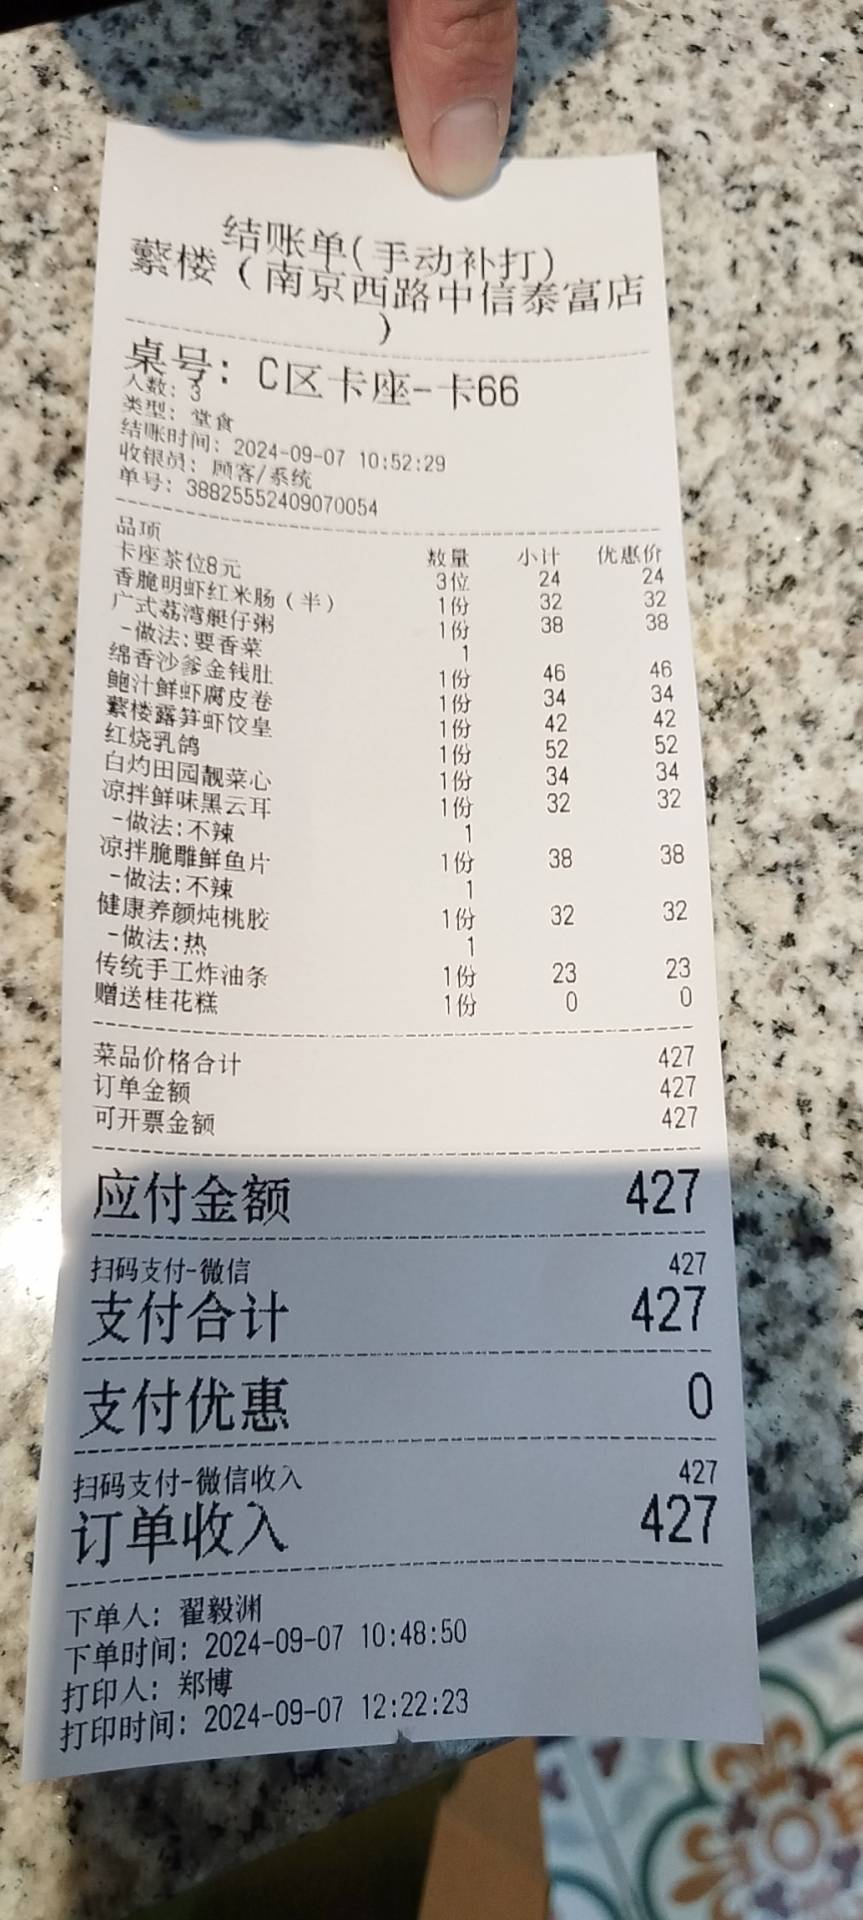 结账单(手动补打)
蘩楼(南京西路中信泰富店
)
桌号: C区卡座-卡66
人数: 3
类型: 堂食
结账时间: 2024-09-07 10:52:29
收银员: 顾客/系统
单号: 388255552409070054
品项 数量 小计 优惠价
卡座茶位8元 3位 24 24
香脆明虾红米肠(半) 1份 32 32
广式荔湾艇仔粥 1份 38 38
-做法:要香菜 1
绵香沙爹金钱肚 1份 46 46
鲍汁鲜虾腐皮卷 1份 34 34
蘩楼露笋虾饺皇 1份 42 42
红烧乳鸽 1份 52 52
白灼田园靓菜心 1份 34 34
凉拌鲜味黑云耳 1份 32 32
-做法:不辣 1
凉拌脆雕鲜鱼片 1份 38 38
-做法:不辣 1
健康养颜炖桃胶 1份 32 32
-做法:热 1
传统手工炸油条 1份 23 23
赠送桂花糕 1份 0 0
菜品价格合计 427
订单金额 427
可开票金额 427
应付金额 427
扫码支付-微信 427
支付合计 427
支付优惠 0
扫码支付-微信收入 427
订单收入 427
下单人: 翟毅渊
下单时间: 2024-09-07 10:48:50
打印人: 郑博
打印时间: 2024-09-07 12:22:23